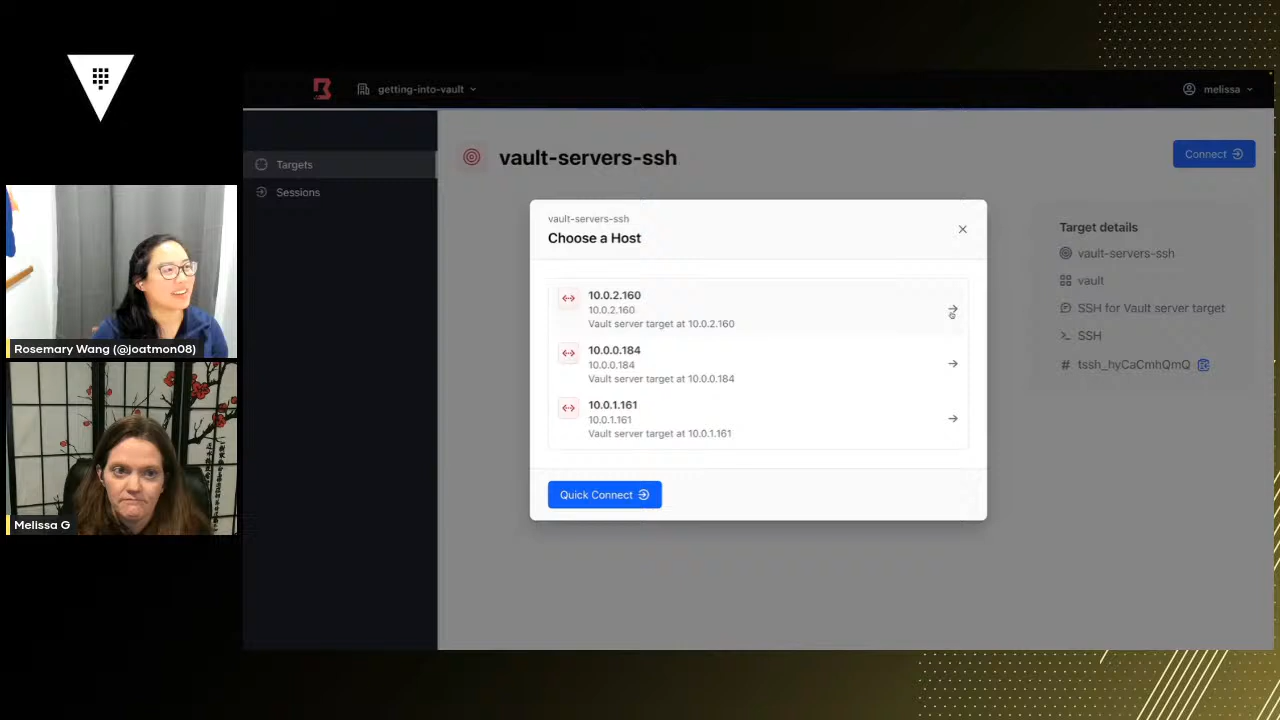 getting-into-vault
melissa
Targets
Sessions
vault-servers-ssh
Connect
vault-servers-ssh
Choose a Host
10.0.2.160
10.0.2.160
Vault server target at 10.0.2.160
10.0.0.184
10.0.0.184
Vault server target at 10.0.0.184
10.0.1.161
10.0.1.161
Vault server target at 10.0.1.161
Quick Connect
Target details
vault-servers-ssh
vault
SSH for Vault server target
SSH
# tssh_hyCaCmhQmQ
Rosemary Wang (@joatmon08)
Melissa G